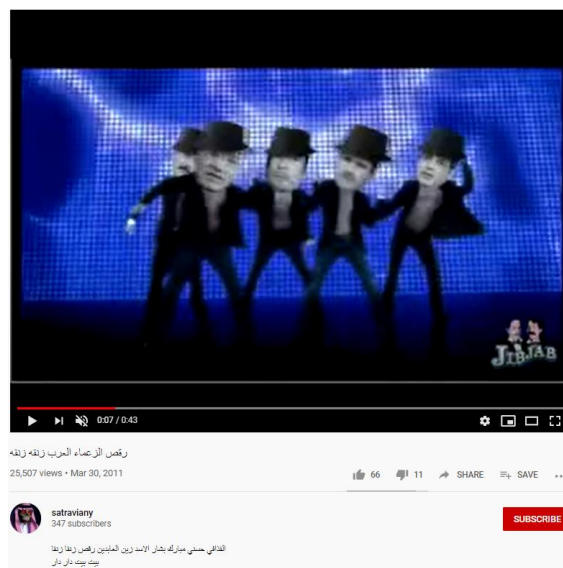 JIBJAB
0:07 / 0:43
رقص الزعماء العرب زنقه زنقه
25,507 views • Mar 30, 2011
66 11 SHARE SAVE
satraviany
347 subscribers
SUBSCRIBE
القذافي حسني مبارك بشار الاسد زين العابدين رقص زنقا زنقا
بيت بيت دار دار